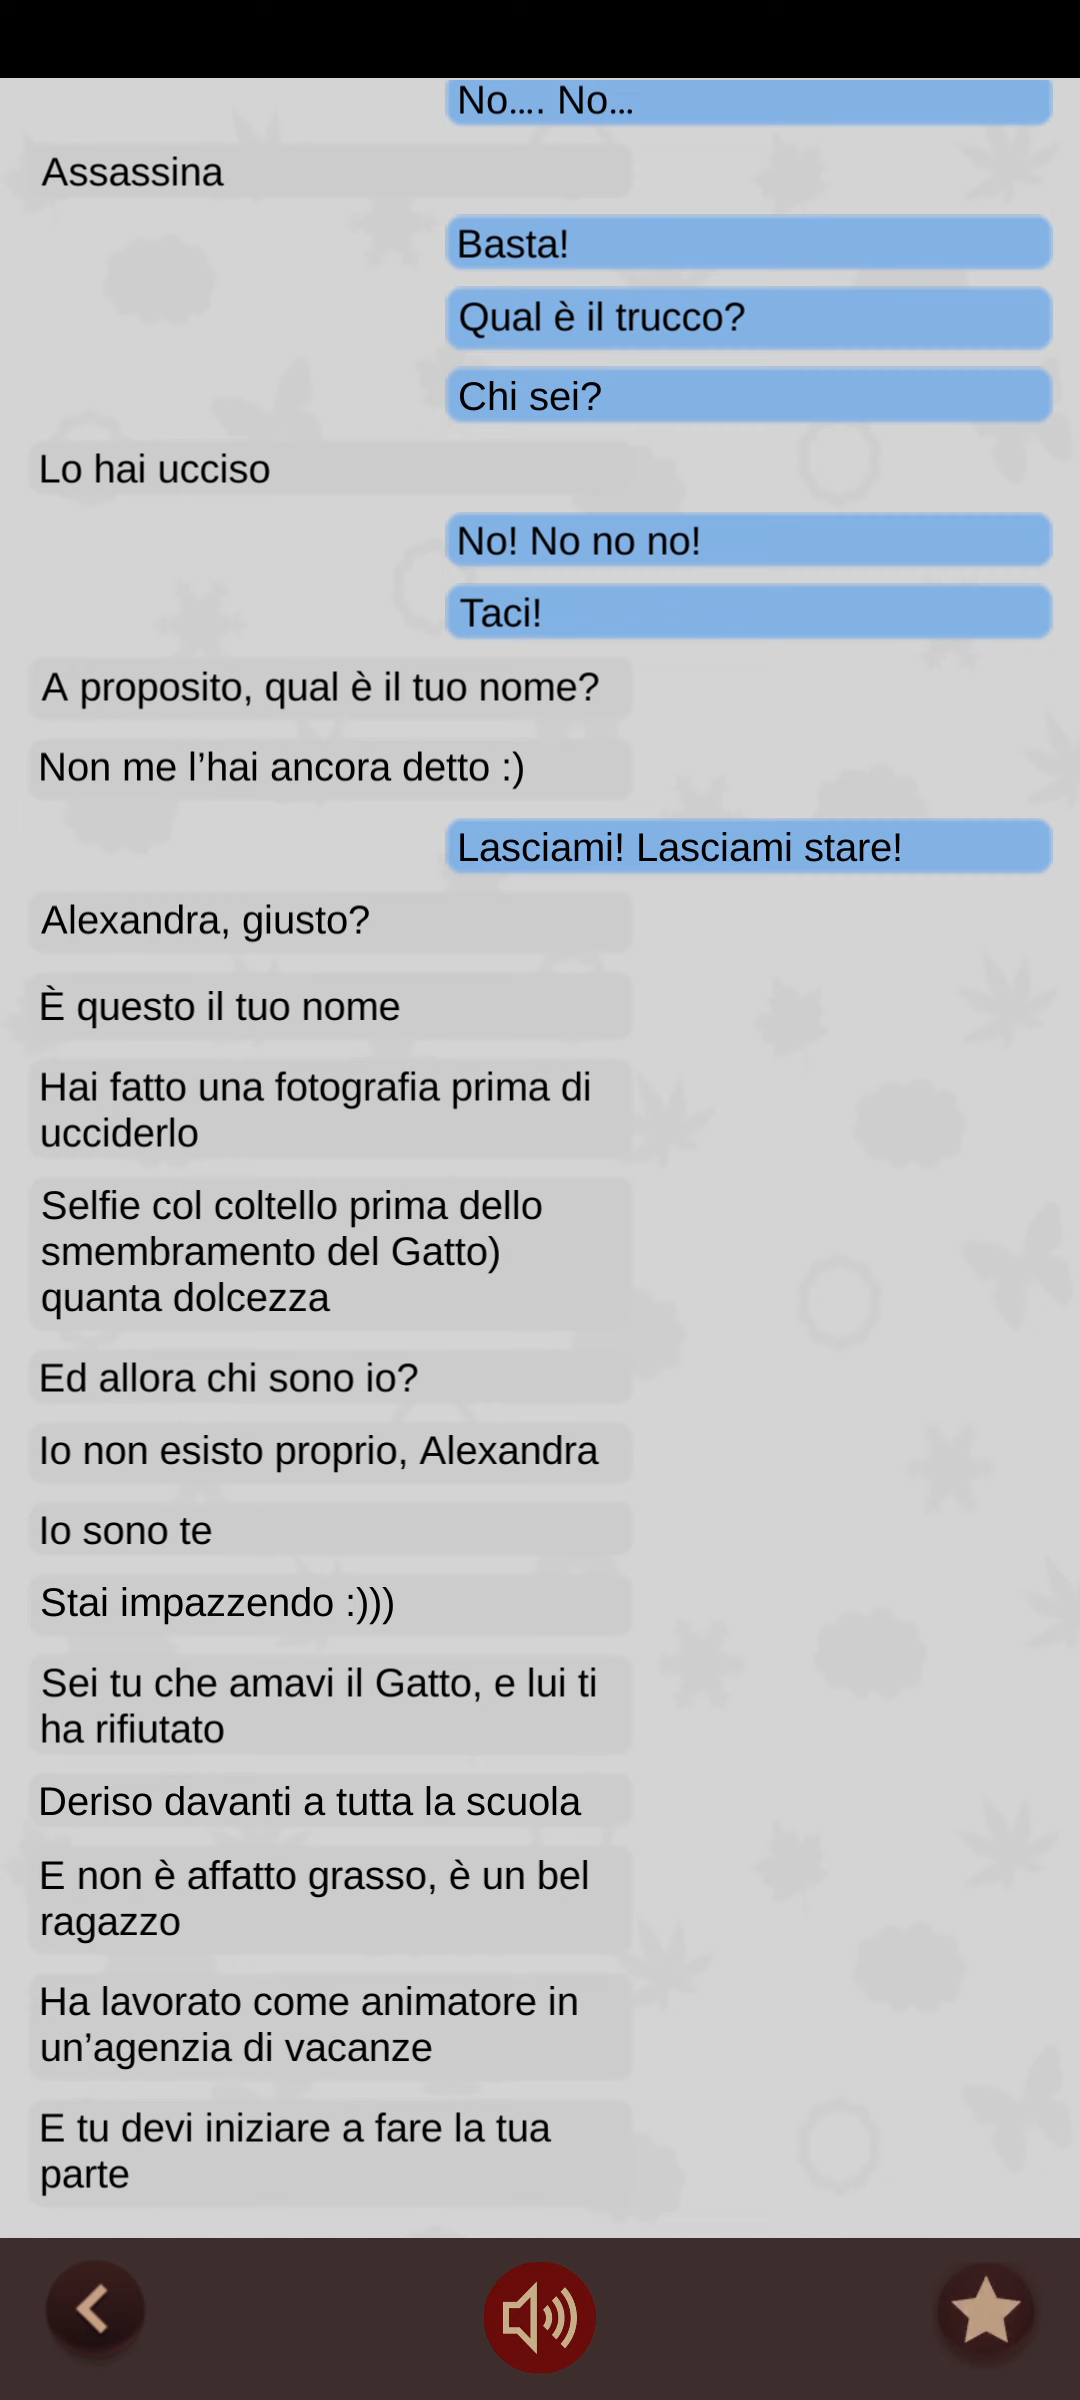 No.... No...
Assassina
Basta!
Qual è il trucco?
Chi sei?
Lo hai ucciso
No! No no no!
Taci!
A proposito, qual è il tuo nome?
Non me l’hai ancora detto :)
Lasciami! Lasciami stare!
Alexandra, giusto?
È questo il tuo nome
Hai fatto una fotografia prima di
ucciderlo
Selfie col coltello prima dello
smembramento del Gatto)
quanta dolcezza
Ed allora chi sono io?
Io non esisto proprio, Alexandra
Io sono te
Stai impazzendo :)))
Sei tu che amavi il Gatto, e lui ti
ha rifiutato
Deriso davanti a tutta la scuola
E non è affatto grasso, è un bel
ragazzo
Ha lavorato come animatore in
un’agenzia di vacanze
E tu devi iniziare a fare la tua
parte